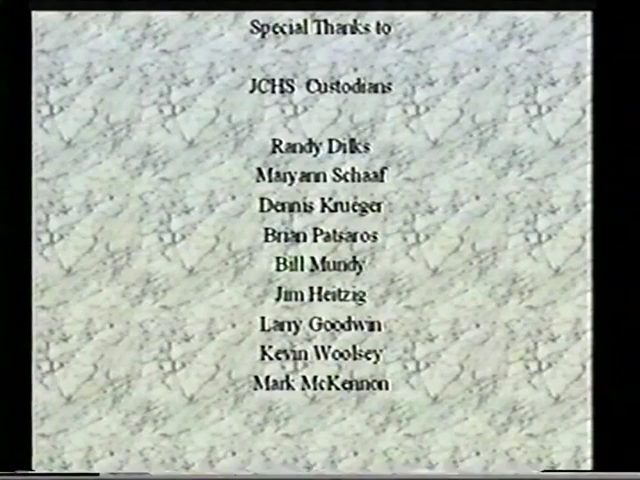 Special Thanks to
JCHS Custodians
Randy Dilks
Maryann Schaaf
Dennis Krueger
Brian Patsaros
Bill Mundy
Jim Heitzig
Larry Goodwin
Kevin Woolsey
Mark McKennon